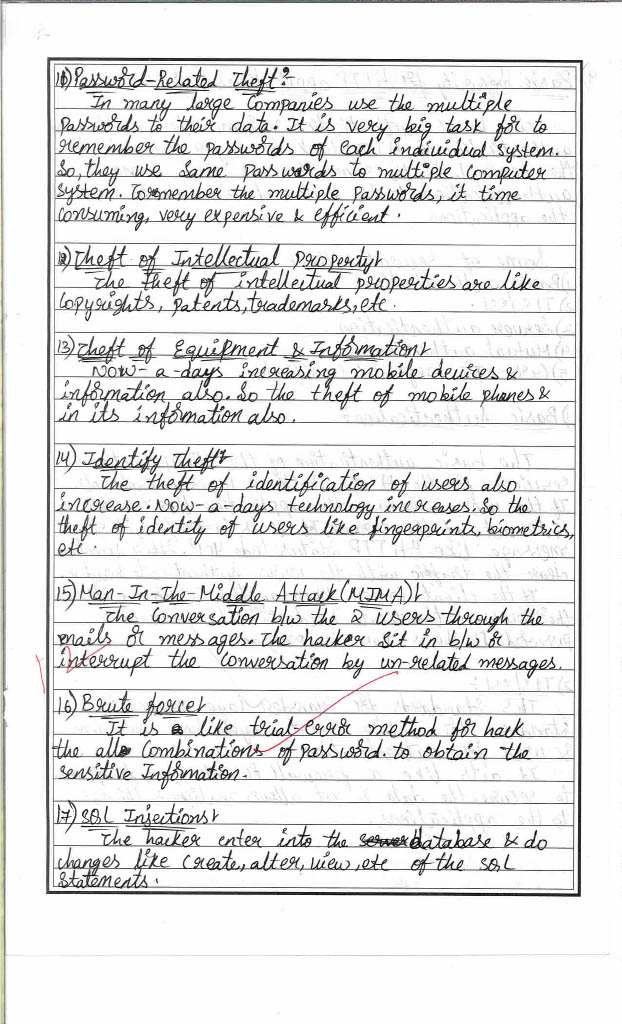 11) Password-Related Theft:
In many large Companies use the multiple
passwords to their data. It is very big task for to
remember the passwords of each individual system.
So, they use same passwords to multiple computer
system. To remember the multiple passwords, it time
consuming, very expensive & efficient.
12) Theft of Intellectual Property:
The theft of intellectual properties are like
copyrights, patents, trademarks, etc.
13) Theft of Equipment & Information:
Now-a-days increasing mobile devices &
information also. So the theft of mobile phones &
in its information also.
14) Identify Theft:
The theft of identification of users also
increase. Now-a-days technology increases. So the
theft of identity of users like fingerprints, biometrics,
etc.
15) Man-In-The-Middle Attack (MIMA):
The Conversation b/w the 2 users through the
emails or messages. The hacker sit in b/w or
interrupt the conversation by un-related messages.
16) Brute force:
It is a like trial-error method for hack
the all combinations of password. to obtain the
sensitive Information.
17) SQL Injections:
The hacker enter into the database & do
changes like create, alter, view, etc of the SQL
Statements.